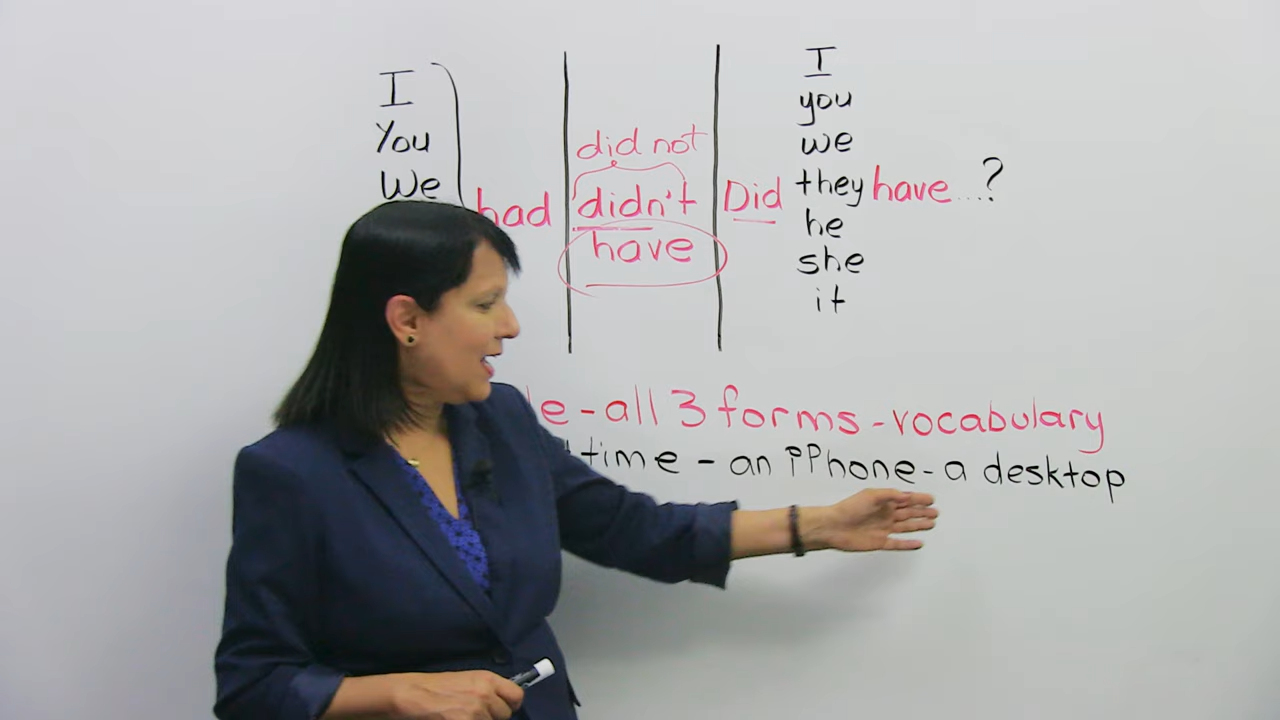 I
You
We
had
did not
didn't
have
Did
I
you
we
they have....?
he
she
it
- all 3 forms - vocabulary
time - an iPhone - a desktop